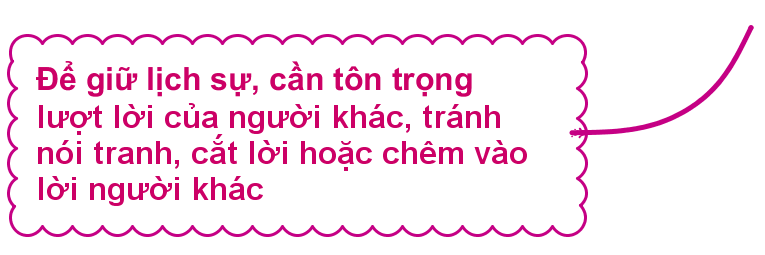 Để giữ lịch sự, cần tôn trọng
lượt lời của người khác, tránh
nói tranh, cắt lời hoặc chêm vào
lời người khác